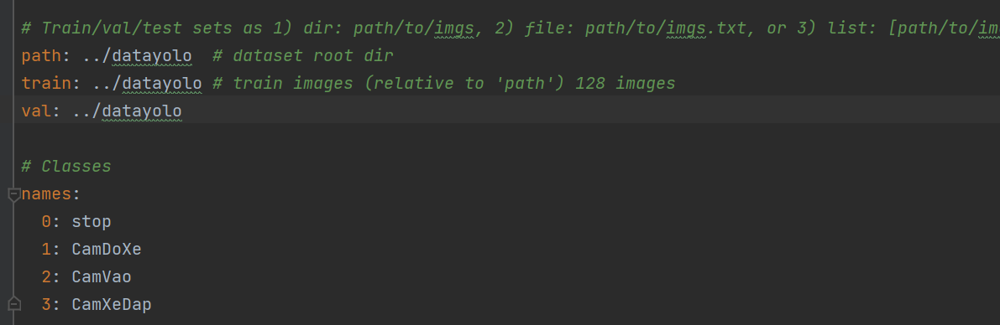 # Train/val/test sets as 1) dir: path/to/imgs, 2) file: path/to/imgs.txt, or 3) list: [path/to/im
path: ../datayolo  # dataset root dir
train: ../datayolo # train images (relative to 'path') 128 images
val: ../datayolo
# Classes
names:
  0: stop
  1: CamDoXe
  2: CamVao
  3: CamXeDap